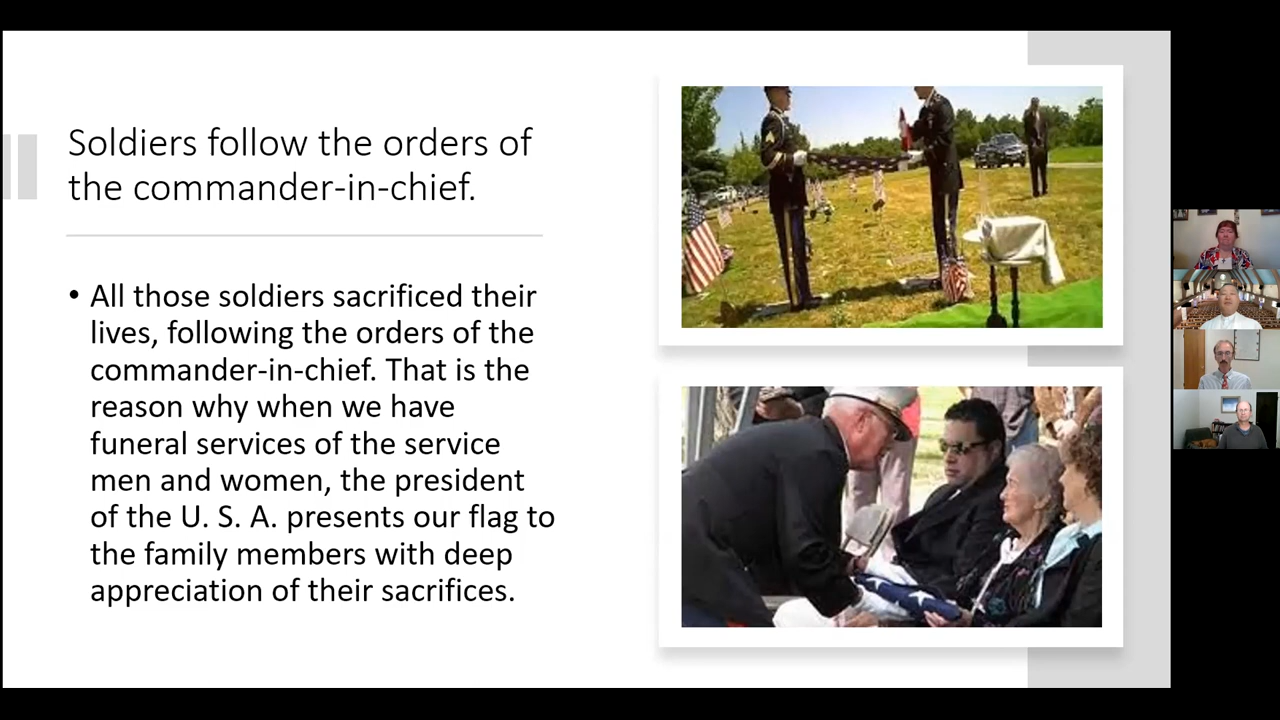 Soldiers follow the orders of
the commander-in-chief.
• All those soldiers sacrificed their
lives, following the orders of the
commander-in-chief. That is the
reason why when we have
funeral services of the service
men and women, the president
of the U. S. A. presents our flag to
the family members with deep
appreciation of their sacrifices.